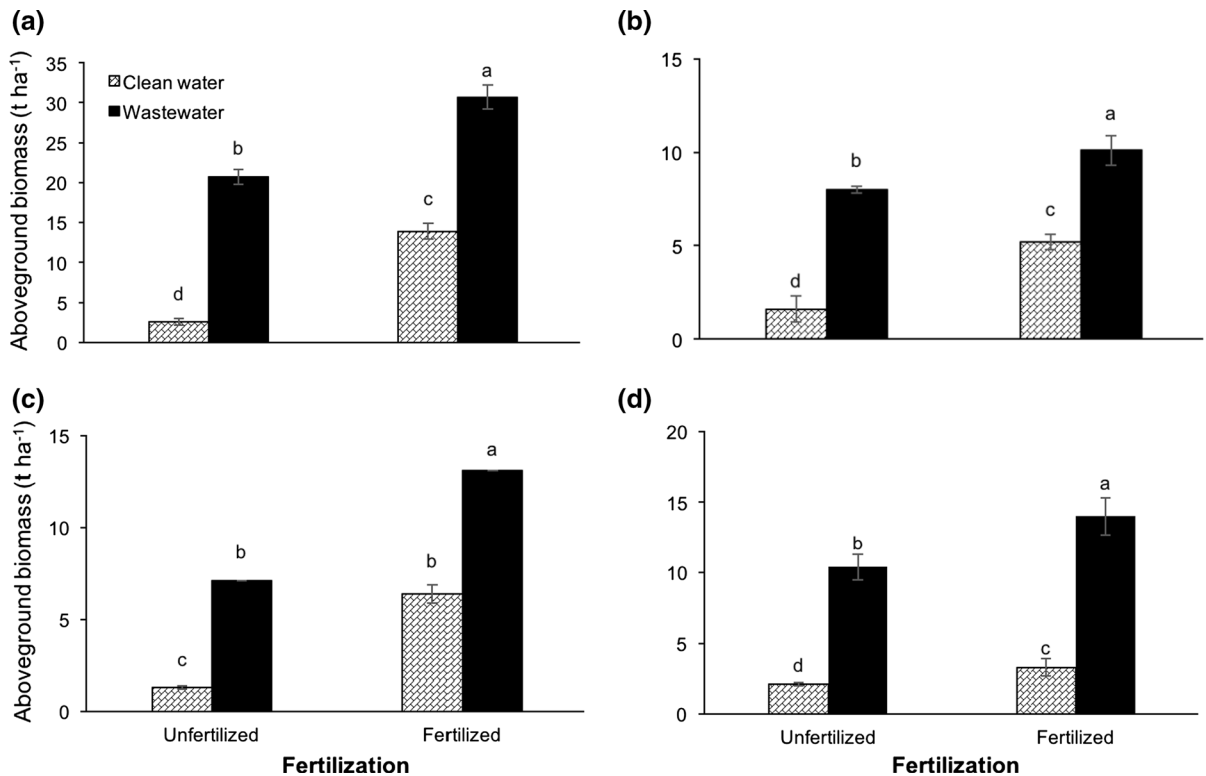 (a)
Aboveground biomass (t ha-1)
35
30
25
20
15
10
5
0
Clean water
Wastewater
d
b
c
a
(b)
15
10
5
0
d
b
c
a
(c)
Aboveground biomass (t ha-1)
15
10
5
0
c
b
b
a
Unfertilized
Fertilized
Fertilization
(d)
20
15
10
5
0
d
b
c
a
Unfertilized
Fertilized
Fertilization